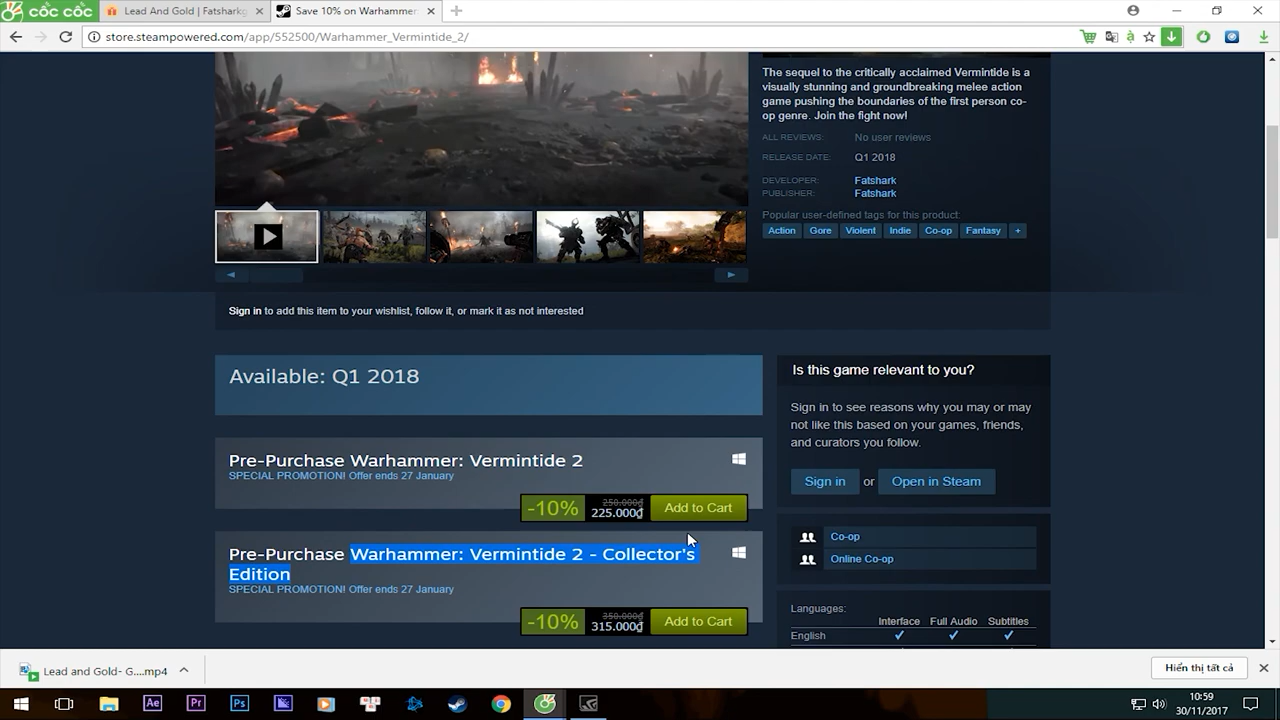 cốc cốc
Lead And Gold | Fatsharkg
Save 10% on Warhammer:
store.steampowered.com/app/552500/Warhammer_Vermintide_2/
The sequel to the critically acclaimed Vermintide is a
visually stunning and groundbreaking melee action
game pushing the boundaries of the first person co-
op genre. Join the fight now!
ALL REVIEWS: No user reviews
RELEASE DATE: Q1 2018
DEVELOPER: Fatshark
PUBLISHER: Fatshark
Popular user-defined tags for this product:
Action Gore Violent Indie Co-op Fantasy +
Sign in to add this item to your wishlist, follow it, or mark it as not interested
Available: Q1 2018
Pre-Purchase Warhammer: Vermintide 2
SPECIAL PROMOTION! Offer ends 27 January
-10% 250.000₫ 225.000₫ Add to Cart
Pre-Purchase Warhammer: Vermintide 2 - Collector's
Edition
SPECIAL PROMOTION! Offer ends 27 January
-10% 350.000₫ 315.000₫ Add to Cart
Is this game relevant to you?
Sign in to see reasons why you may or may
not like this based on your games, friends,
and curators you follow.
Sign in or Open in Steam
Co-op
Online Co-op
Languages:
Interface Full Audio Subtitles
English ✓ ✓ ✓
Lead and Gold- G....mp4
Hiển thị tất cả
Ae Pr Ps
10:59
30/11/2017